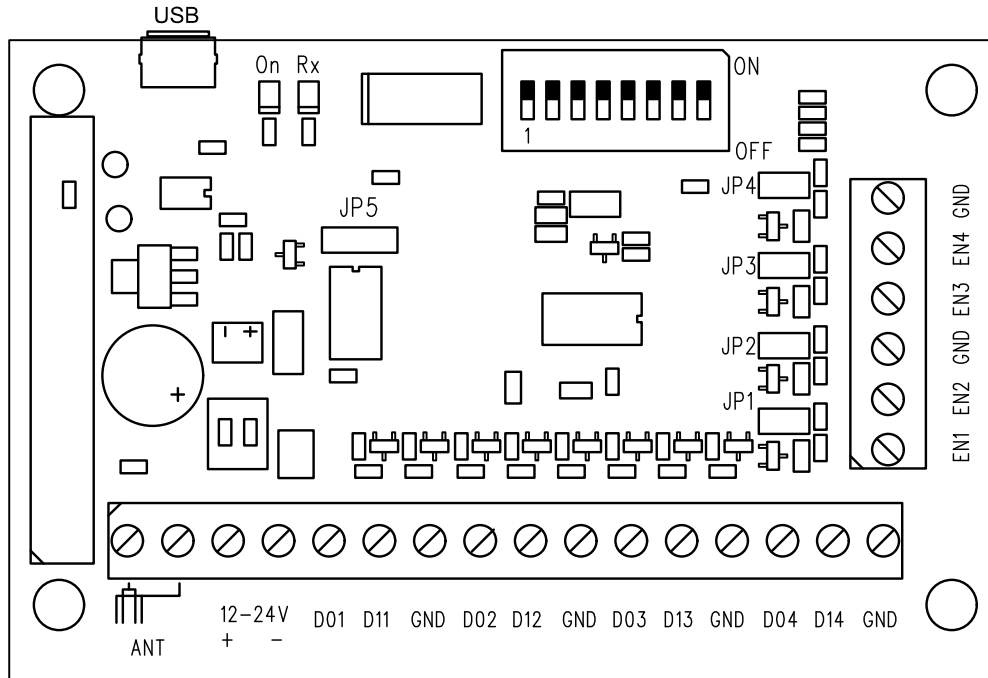 USB
On Rx
ON
1
OFF
JP4
JP5
JP3
JP2
JP1
- +
+
GND
EN4
EN3
GND
EN2
EN1
12-24V
+ -
ANT
D01 D11 GND D02 D12 GND D03 D13 GND D04 D14 GND